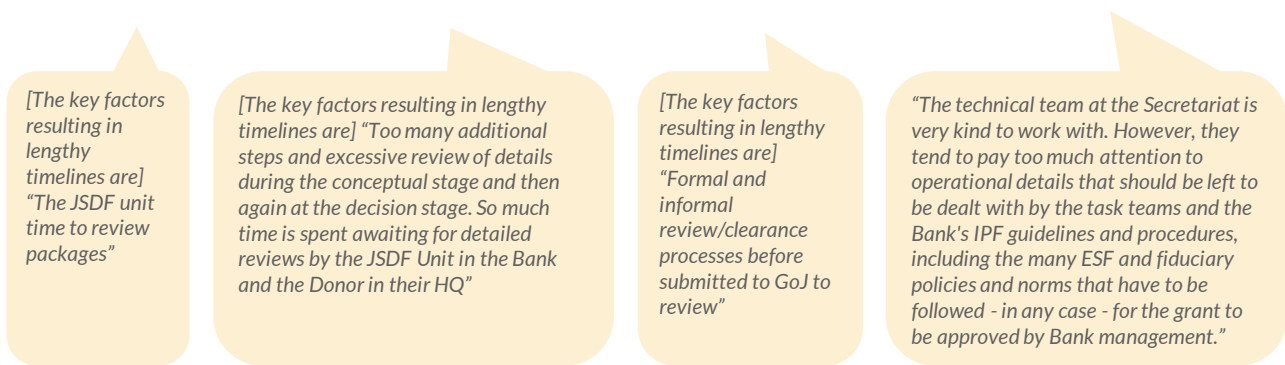 [The key factors
resulting in
lengthy
timelines are]
“The JSDF unit
time to review
packages”
[The key factors resulting in lengthy
timelines are] “Too many additional
steps and excessive review of details
during the conceptual stage and then
again at the decision stage. So much
time is spent awaiting for detailed
reviews by the JSDF Unit in the Bank
and the Donor in their HQ”
[The key factors
resulting in lengthy
timelines are]
“Formal and
informal
review/clearance
processes before
submitted to GoJ to
review”
“The technical team at the Secretariat is
very kind to work with. However, they
tend to pay too much attention to
operational details that should be left to
be dealt with by the task teams and the
Bank's IPF guidelines and procedures,
including the many ESF and fiduciary
policies and norms that have to be
followed - in any case - for the grant to
be approved by Bank management.”